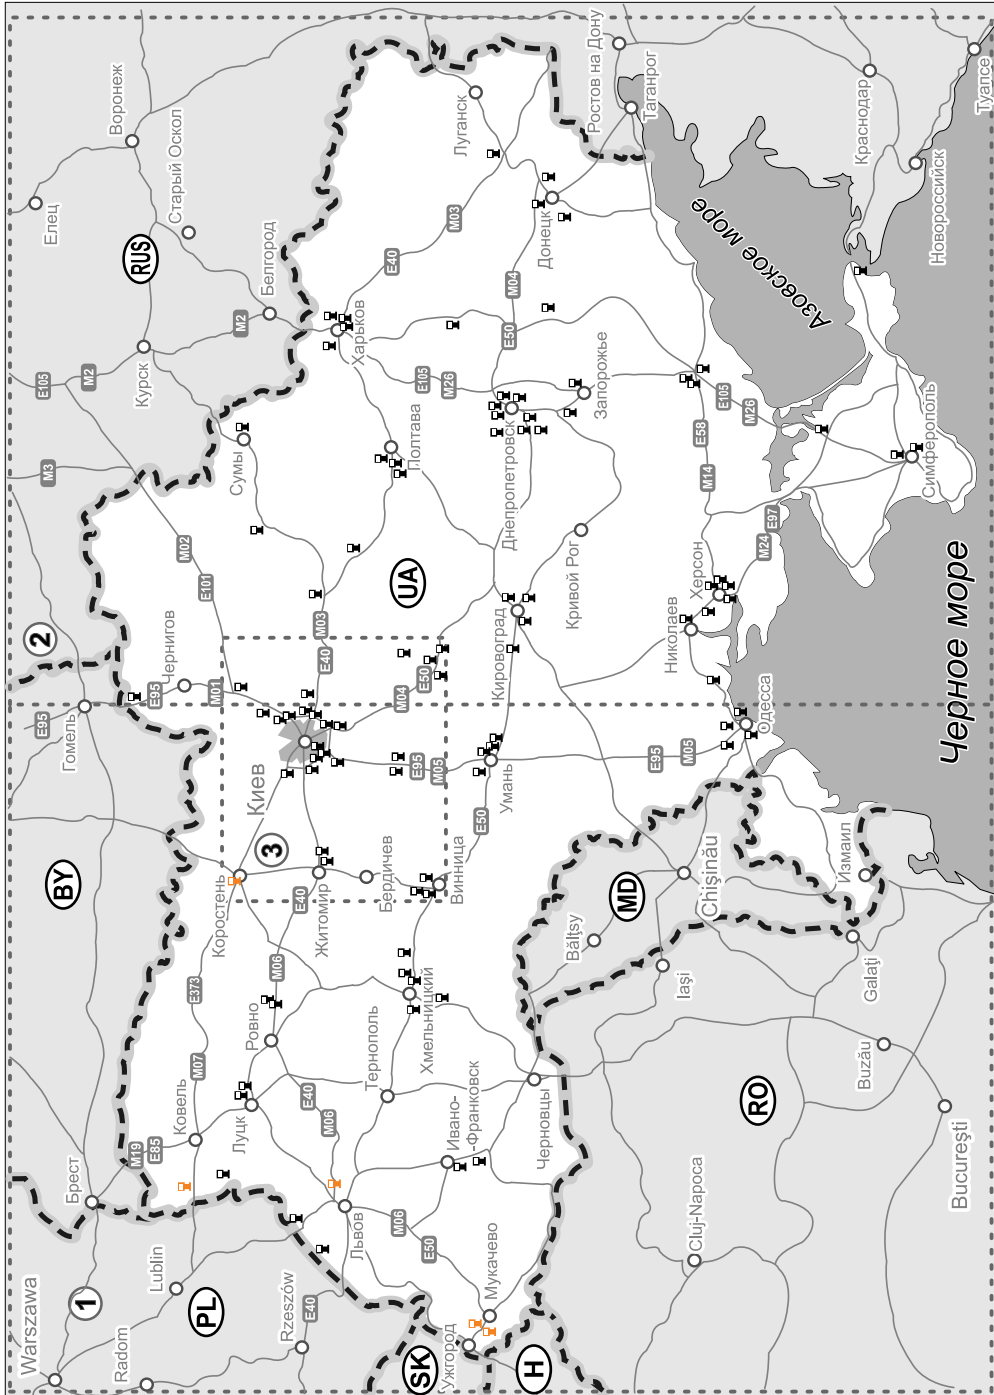 Warszawa
1
Radom
Lublin
PL
Rzeszów
E40
SK
Ужгород
H
Мукачево
E50
M06
Львов
Брест
M19
E85
Ковель
M07
E373
Луцк
E40
M06
Ровно
M06
E40
Тернополь
Ивано-
-Франковск
Черновцы
Хмельницкий
BY
Коростень
3
Житомир
Бердичев
Винница
Киев
Гомель
E95
2
E95
M01
Чернигов
E101
M02
M3
E40
M03
M04
E50
E95
M05
Умань
E50
E95
M05
UA
Кировоград
Кривой Рог
Николаев
Херсон
Одесса
Черное море
Сумы
Полтава
Днепропетровск
Запорожье
E105
M26
Харьков
E105
M2
Курск
M2
Белгород
RUS
Елец
Воронеж
Старый Оскол
E40
M03
Луганск
Донецк
M04
E50
E58
M14
E105
M26
E97
M24
Симферополь
Азовское море
Ростов на Дону
Таганрог
Краснодар
Новороссийск
Туапсе
MD
Chişinău
Bălţsy
Iaşi
Измаил
Galaţi
Buzău
RO
Bucureşti
Cluj-Napoca